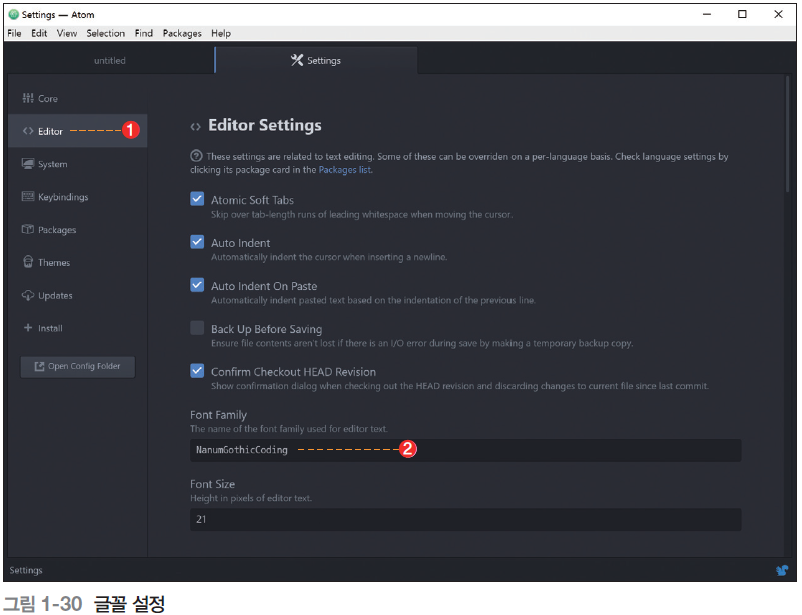 Settings — Atom
File Edit View Selection Find Packages Help
untitled
Settings
Core
Editor 1
System
Keybindings
Packages
Themes
Updates
Install
Open Config Folder
Editor Settings
These settings are related to text editing. Some of these can be overriden on a per-language basis. Check language settings by
clicking its package card in the Packages list.
Atomic Soft Tabs
Skip over tab-length runs of leading whitespace when moving the cursor.
Auto Indent
Automatically indent the cursor when inserting a newline.
Auto Indent On Paste
Automatically indent pasted text based on the indentation of the previous line.
Back Up Before Saving
Ensure file contents aren't lost if there is an I/O error during save by making a temporary backup copy.
Confirm Checkout HEAD Revision
Show confirmation dialog when checking out the HEAD revision and discarding changes to current file since last commit.
Font Family
The name of the font family used for editor text.
NanumGothicCoding 2
Font Size
Height in pixels of editor text.
21
Settings
그림 1-30 글꼴 설정